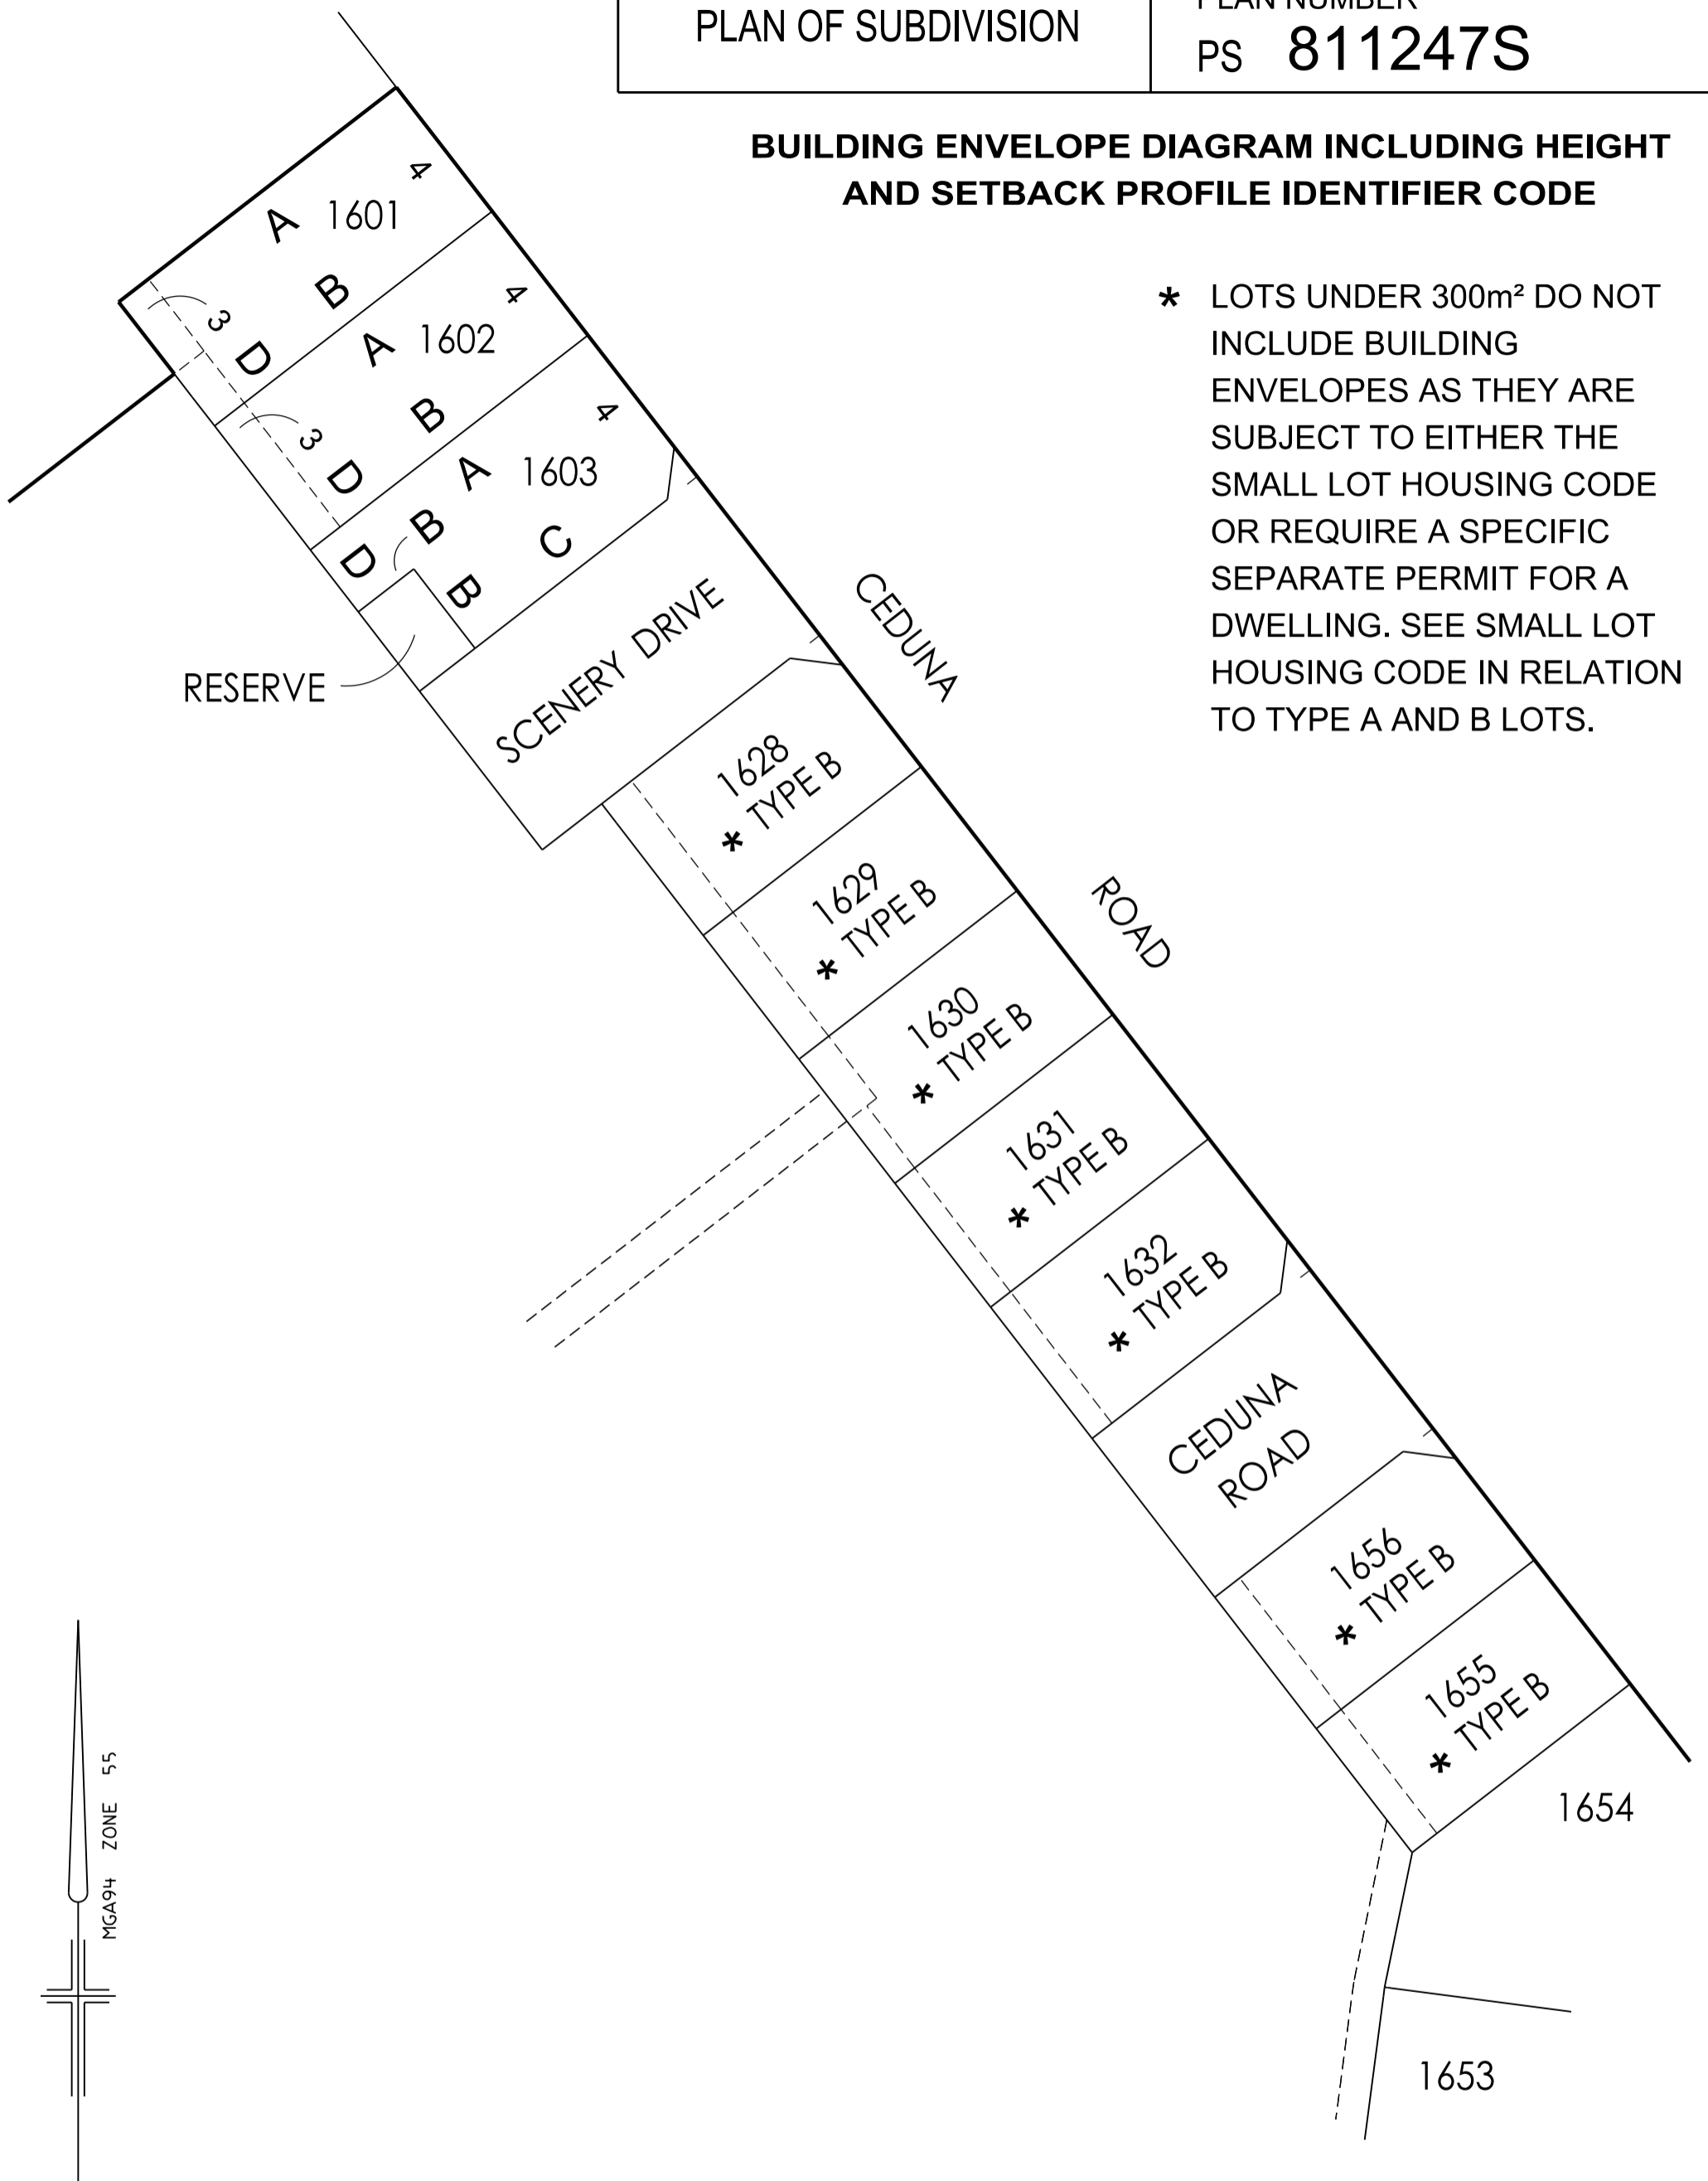 PLAN OF SUBDIVISION
PLAN NUMBER
PS 811247S
BUILDING ENVELOPE DIAGRAM INCLUDING HEIGHT
AND SETBACK PROFILE IDENTIFIER CODE
* LOTS UNDER 300m² DO NOT
INCLUDE BUILDING
ENVELOPES AS THEY ARE
SUBJECT TO EITHER THE
SMALL LOT HOUSING CODE
OR REQUIRE A SPECIFIC
SEPARATE PERMIT FOR A
DWELLING. SEE SMALL LOT
HOUSING CODE IN RELATION
TO TYPE A AND B LOTS.
4
A 1601
B
3
D
4
A 1602
B
3
D
4
A 1603
B
C
D
B
RESERVE
SCENERY DRIVE
CEDUNA
ROAD
1628
* TYPE B
1629
* TYPE B
1630
* TYPE B
1631
* TYPE B
1632
* TYPE B
CEDUNA
ROAD
1656
* TYPE B
1655
* TYPE B
1654
1653
MGA94 ZONE 55